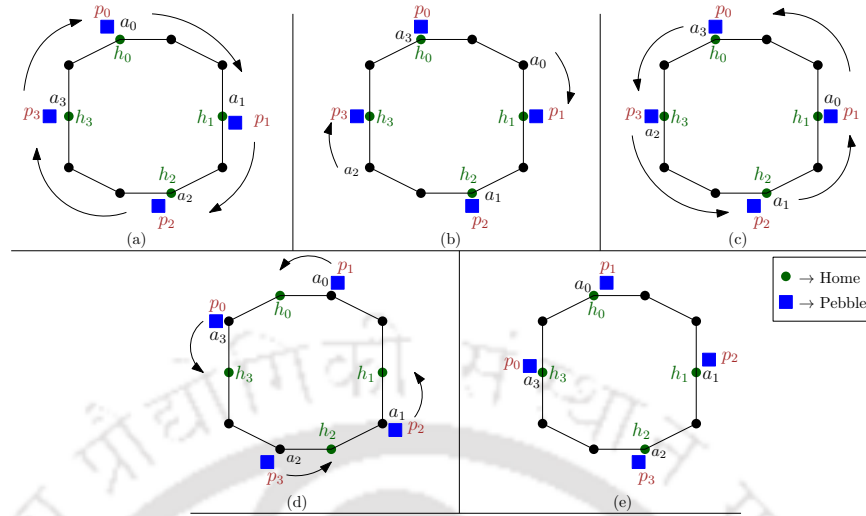 p₀
a₀
h₀
a₃
p₃
h₃
a₁
h₁
p₁
h₂
a₂
p₂
(a)
p₀
a₃
h₀
a₀
p₃
h₃
h₁
p₁
a₂
h₂
a₁
p₂
(b)
p₀
a₃
h₀
p₃
h₃
a₂
a₀
h₁
p₁
h₂
a₁
p₂
(c)
p₁
a₀
p₀
h₀
a₃
h₃
h₁
a₁
p₂
h₂
a₂
p₃
(d)
p₁
a₀
h₀
p₀
h₃
a₃
p₂
h₁
a₁
h₂
a₂
p₃
(e)
→ Home
→ Pebble